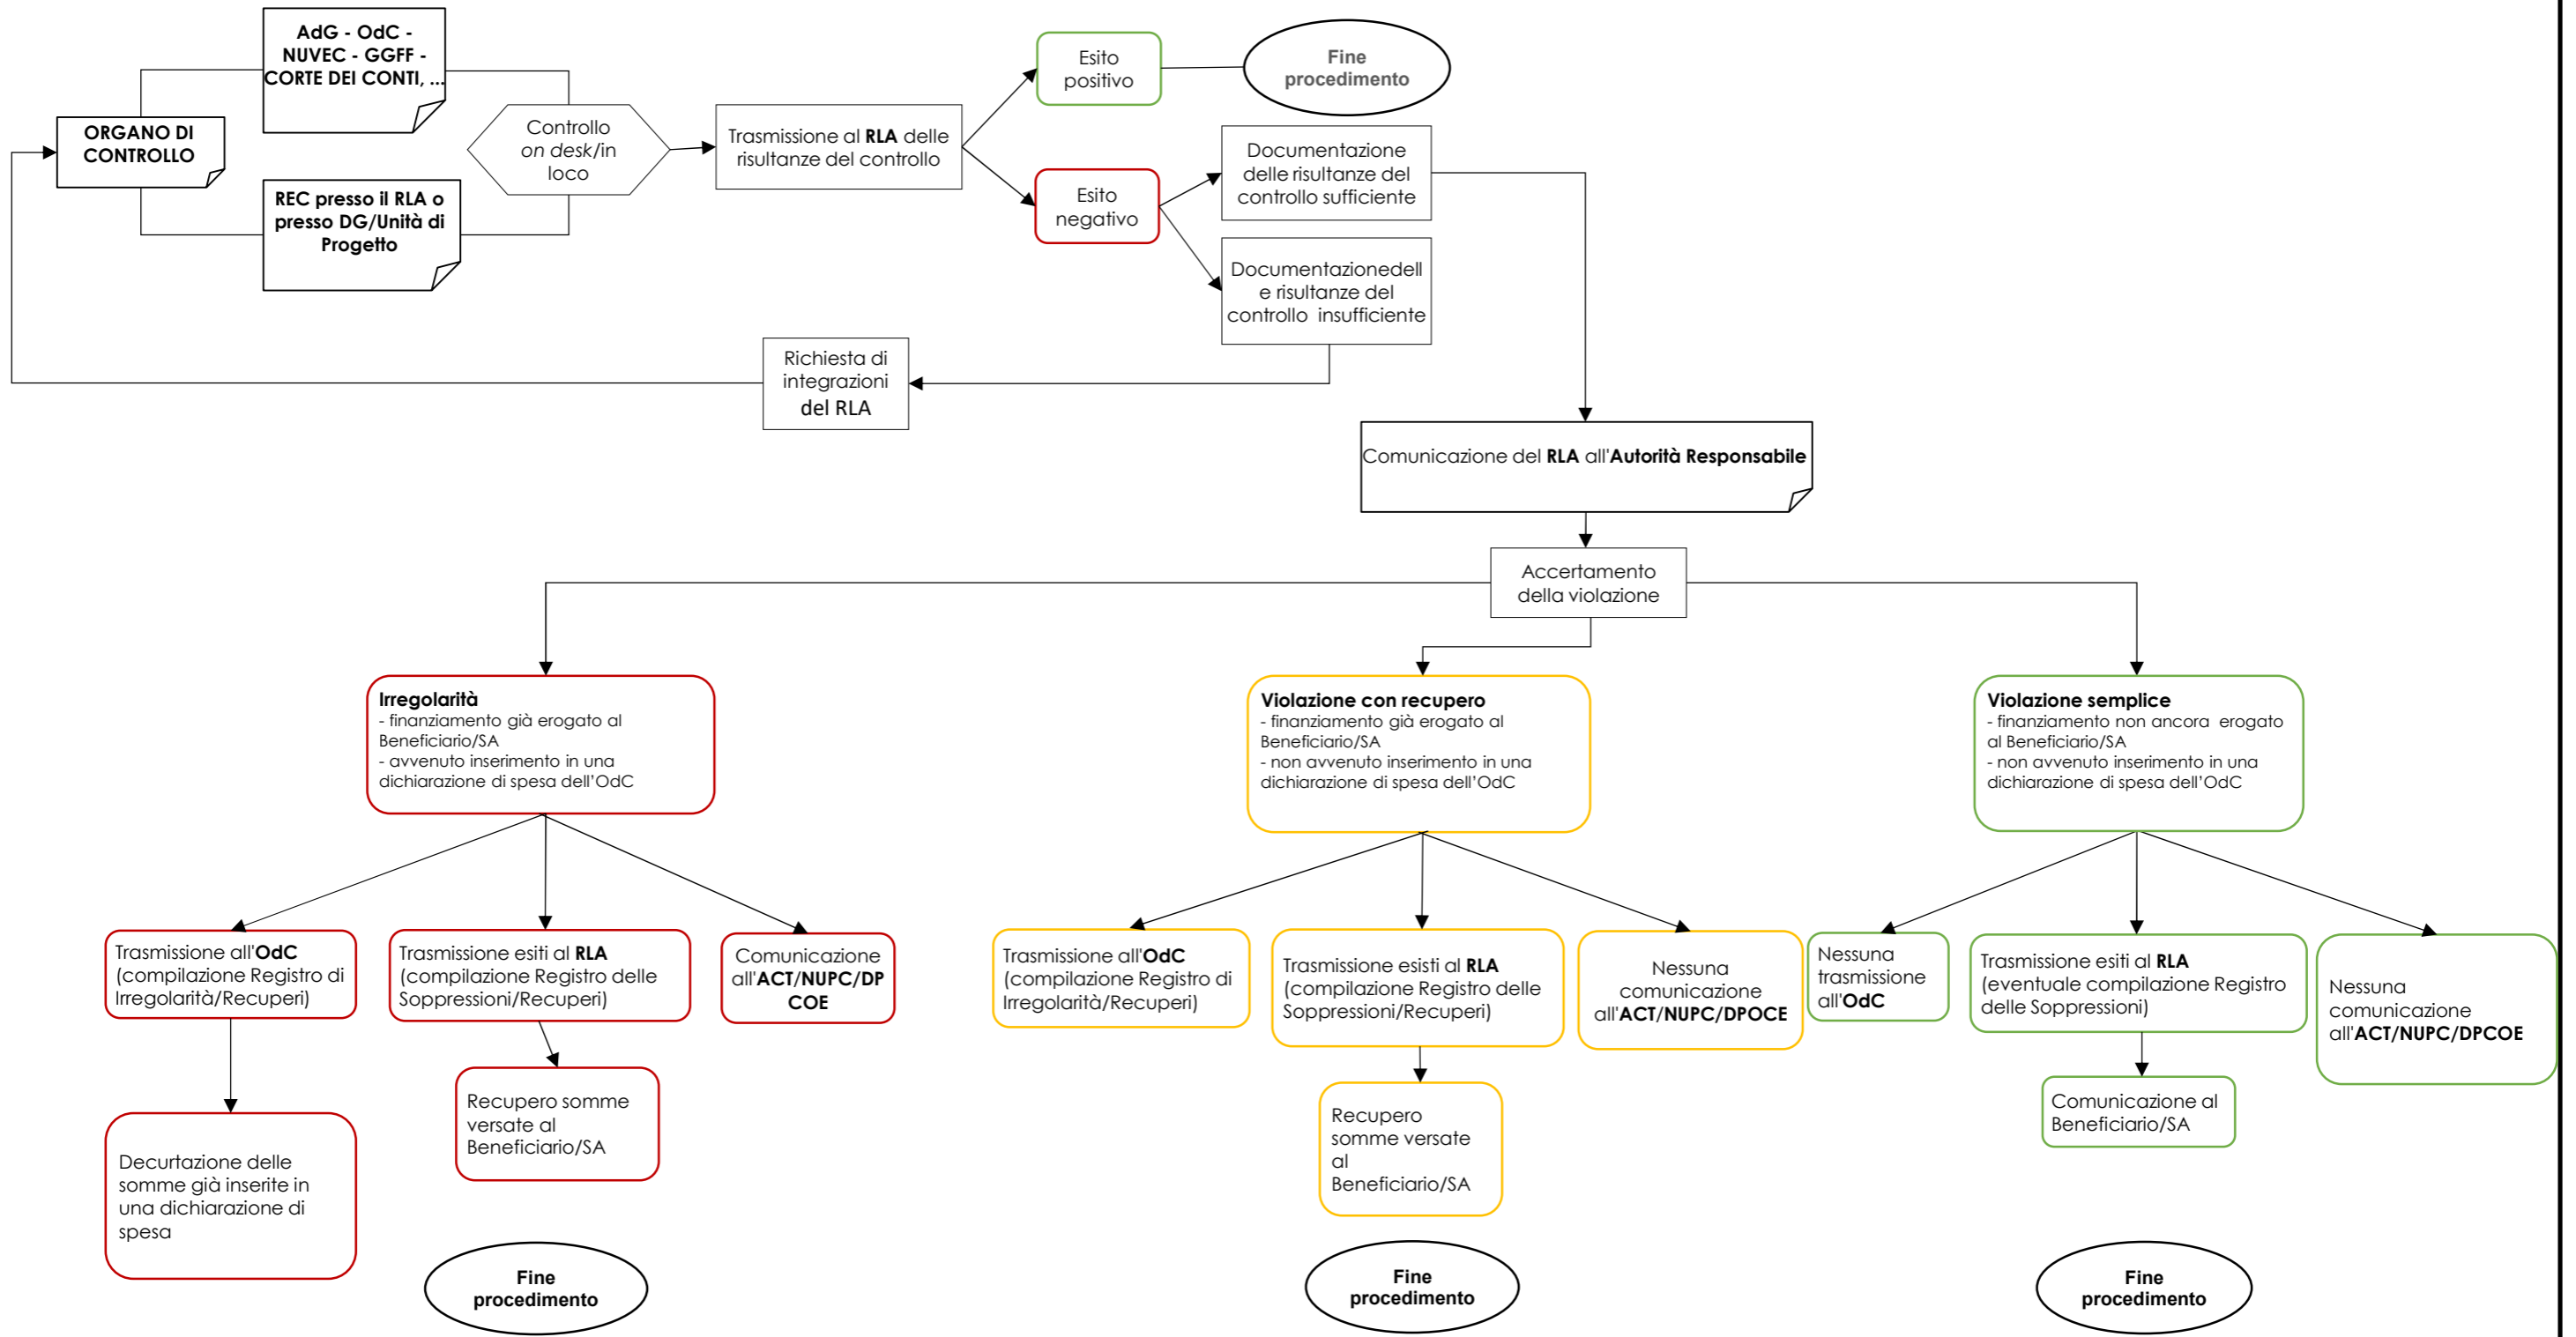 AdG - OdC -
NUVEC - GGFF -
CORTE DEI CONTI, ...
ORGANO DI
CONTROLLO
REC presso il RLA o
presso DG/Unità di
Progetto
Controllo
on desk/in
loco
Trasmissione al RLA delle
risultanze del controllo
Esito
positivo
Fine
procedimento
Esito
negativo
Documentazione
delle risultanze del
controllo sufficiente
Documentazionedell
e risultanze del
controllo insufficiente
Richiesta di
integrazioni
del RLA
Comunicazione del RLA all'Autorità Responsabile
Accertamento
della violazione
Irregolarità
- finanziamento già erogato al
Beneficiario/SA
- avvenuto inserimento in una
dichiarazione di spesa dell’OdC
Violazione con recupero
- finanziamento già erogato al
Beneficiario/SA
- non avvenuto inserimento in una
dichiarazione di spesa dell’OdC
Violazione semplice
- finanziamento non ancora erogato
al Beneficiario/SA
- non avvenuto inserimento in una
dichiarazione di spesa dell’OdC
Trasmissione all'OdC
(compilazione Registro di
Irregolarità/Recuperi)
Trasmissione esiti al RLA
(compilazione Registro delle
Soppressioni/Recuperi)
Comunicazione
all'ACT/NUPC/DP
COE
Trasmissione all'OdC
(compilazione Registro di
Irregolarità/Recuperi)
Trasmissione esisti al RLA
(compilazione Registro delle
Soppressioni/Recuperi)
Nessuna
comunicazione
all'ACT/NUPC/DPOCE
Nessuna
trasmissione
all'OdC
Trasmissione esiti al RLA
(eventuale compilazione Registro
delle Soppressioni)
Nessuna
comunicazione
all'ACT/NUPC/DPCOE
Decurtazione delle
somme già inserite in
una dichiarazione di
spesa
Recupero somme
versate al
Beneficiario/SA
Recupero
somme versate
al
Beneficiario/SA
Comunicazione al
Beneficiario/SA
Fine
procedimento
Fine
procedimento
Fine
procedimento